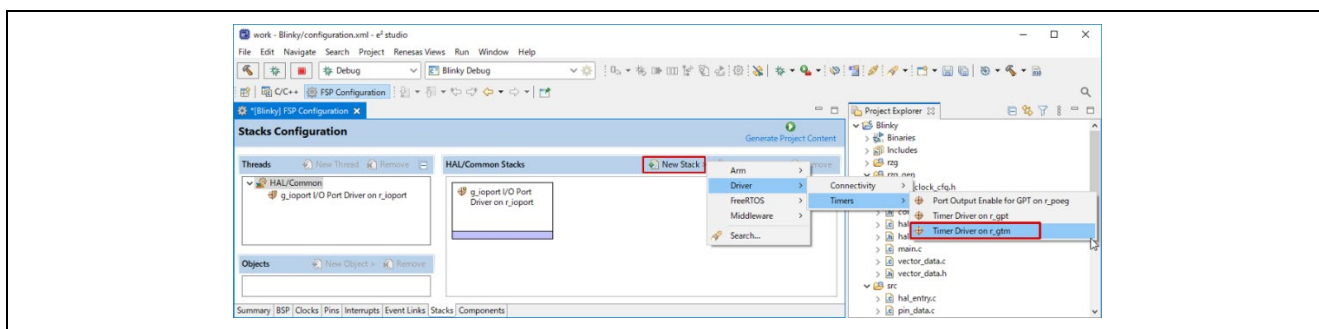 work - Blinky/configuration.xml - e² studio
File Edit Navigate Search Project Renesas Views Run Window Help
Debug Blinky Debug
C/C++ FSP Configuration
*[Blinky] FSP Configuration
Project Explorer
Stacks Configuration
Generate Project Content
Threads New Thread Remove
HAL/Common
g_ioport I/O Port Driver on r_ioport
HAL/Common Stacks New Stack >
g_ioport I/O Port
Driver on r_ioport
Arm
Driver
FreeRTOS
Middleware
Search...
Connectivity
Timers
Port Output Enable for GPT on r_poeg
Timer Driver on r_gpt
Timer Driver on r_gtm
Blinky
Binaries
Includes
rzg
main.c
vector_data.c
vector_data.h
src
hal_entry.c
pin_data.c
Objects New Object > Remove
Summary BSP Clocks Pins Interrupts Event Links Stacks Components